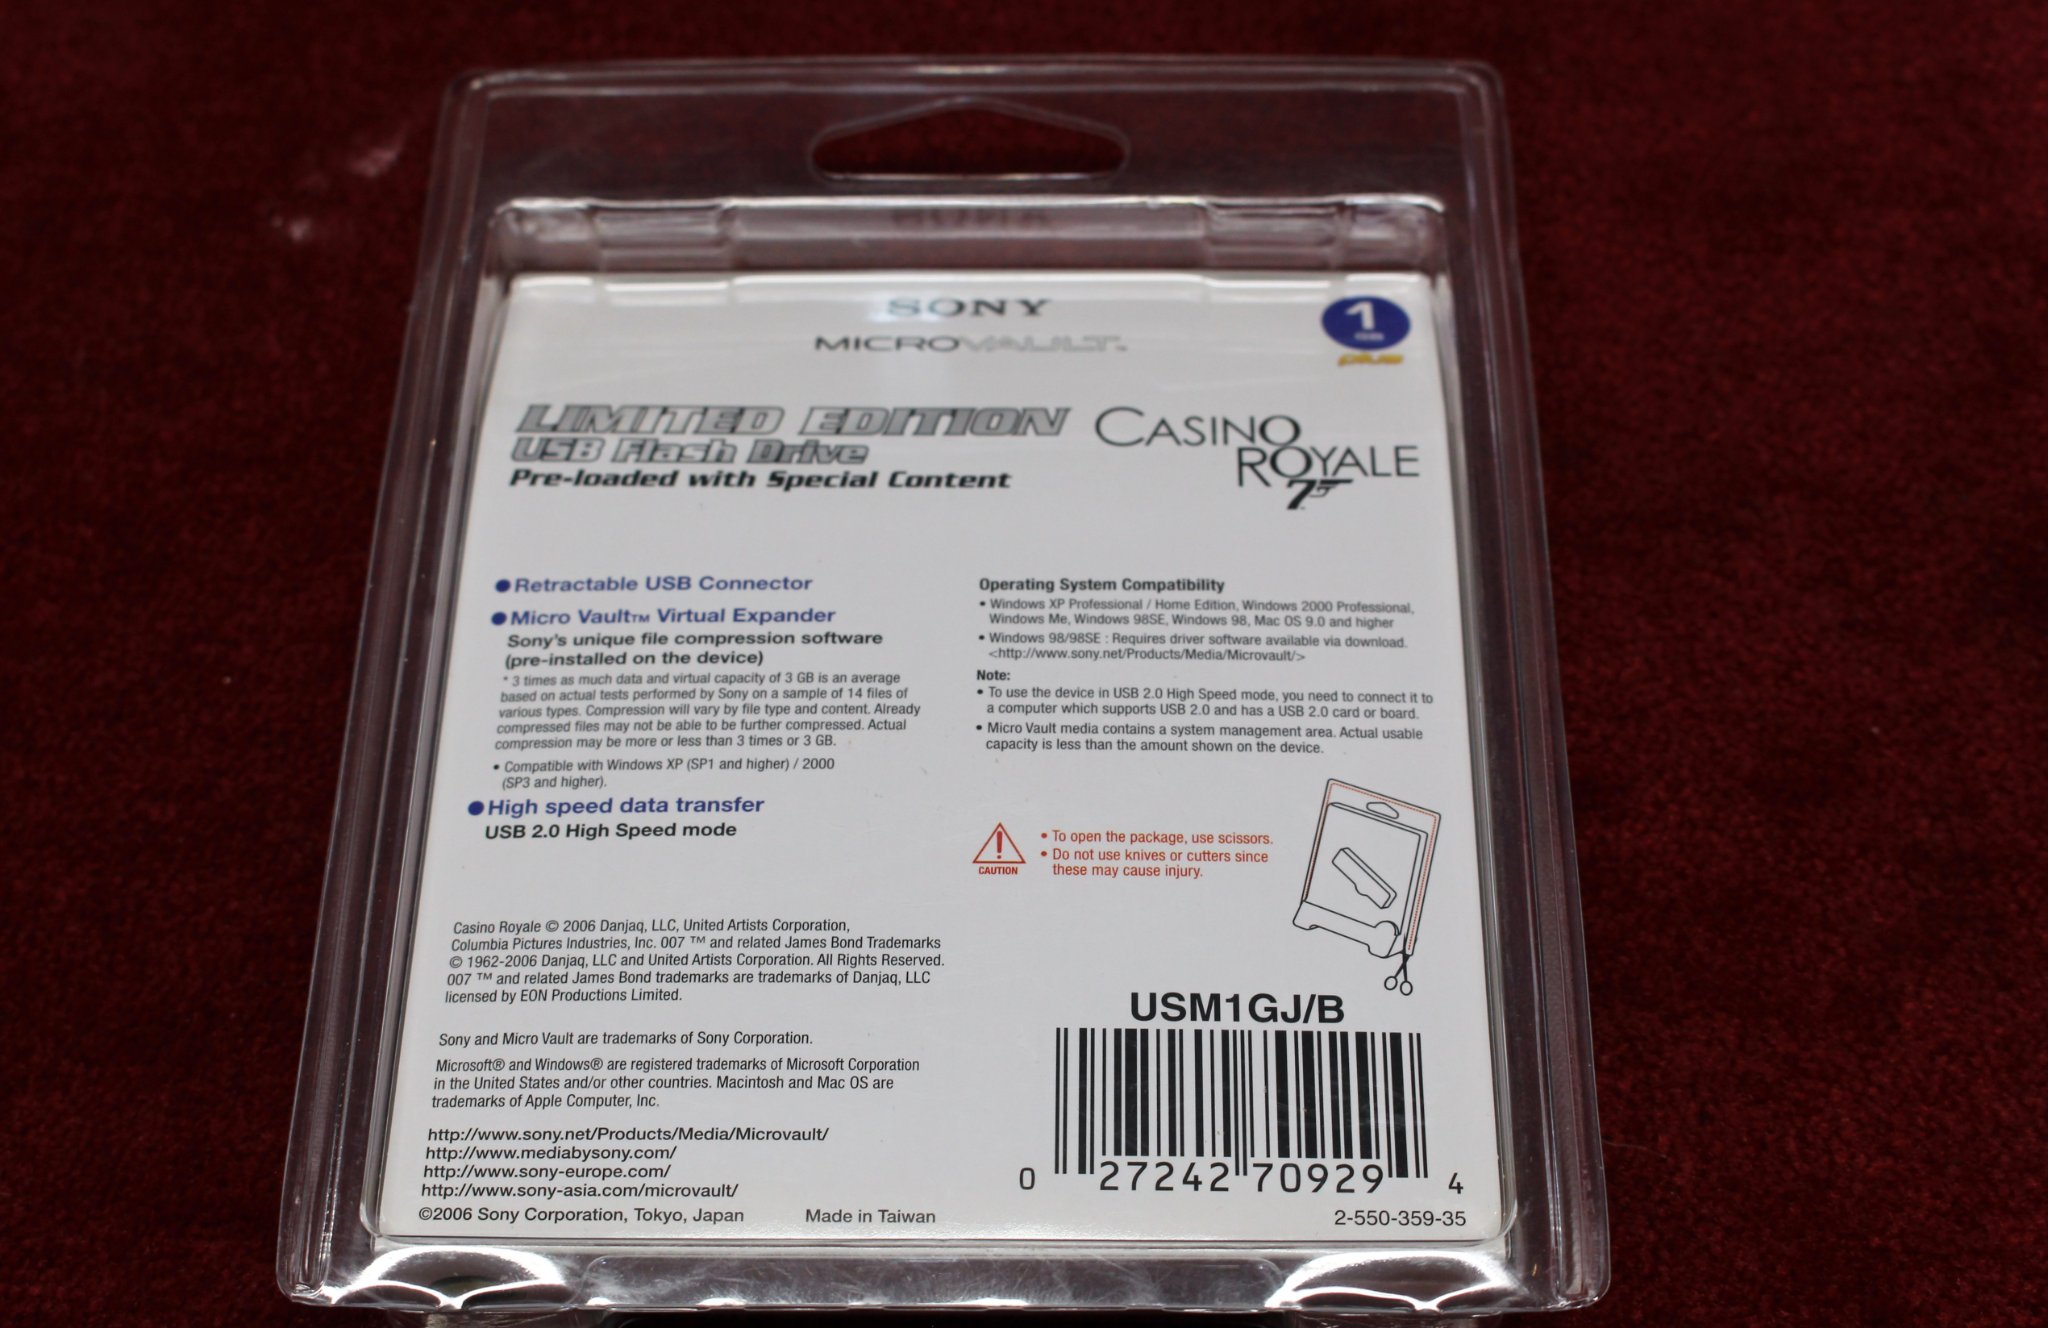 SONY
MICROVAULT™
1
GB
plus
LIMITED EDITION
USB Flash Drive
Pre-loaded with Special Content
CASINO
ROYALE
007
● Retractable USB Connector
● Micro Vault™ Virtual Expander
Sony's unique file compression software
(pre-installed on the device)
* 3 times as much data and virtual capacity of 3 GB is an average
based on actual tests performed by Sony on a sample of 14 files of
various types. Compression will vary by file type and content. Already
compressed files may not be able to be further compressed. Actual
compression may be more or less than 3 times or 3 GB.
• Compatible with Windows XP (SP1 and higher) / 2000
(SP3 and higher).
● High speed data transfer
USB 2.0 High Speed mode
Operating System Compatibility
• Windows XP Professional / Home Edition, Windows 2000 Professional,
Windows Me, Windows 98SE, Windows 98, Mac OS 9.0 and higher
• Windows 98/98SE : Requires driver software available via download.
<http://www.sony.net/Products/Media/Microvault/>
Note:
• To use the device in USB 2.0 High Speed mode, you need to connect it to
a computer which supports USB 2.0 and has a USB 2.0 card or board.
• Micro Vault media contains a system management area. Actual usable
capacity is less than the amount shown on the device.
CAUTION
• To open the package, use scissors.
• Do not use knives or cutters since
these may cause injury.
Casino Royale © 2006 Danjaq, LLC, United Artists Corporation,
Columbia Pictures Industries, Inc. 007 ™ and related James Bond Trademarks
© 1962-2006 Danjaq, LLC and United Artists Corporation. All Rights Reserved.
007 ™ and related James Bond trademarks are trademarks of Danjaq, LLC
licensed by EON Productions Limited.
Sony and Micro Vault are trademarks of Sony Corporation.
Microsoft® and Windows® are registered trademarks of Microsoft Corporation
in the United States and/or other countries. Macintosh and Mac OS are
trademarks of Apple Computer, Inc.
http://www.sony.net/Products/Media/Microvault/
http://www.mediabysony.com/
http://www.sony-europe.com/
http://www.sony-asia.com/microvault/
©2006 Sony Corporation, Tokyo, Japan Made in Taiwan
USM1GJ/B
0 27242 70929 4
2-550-359-35